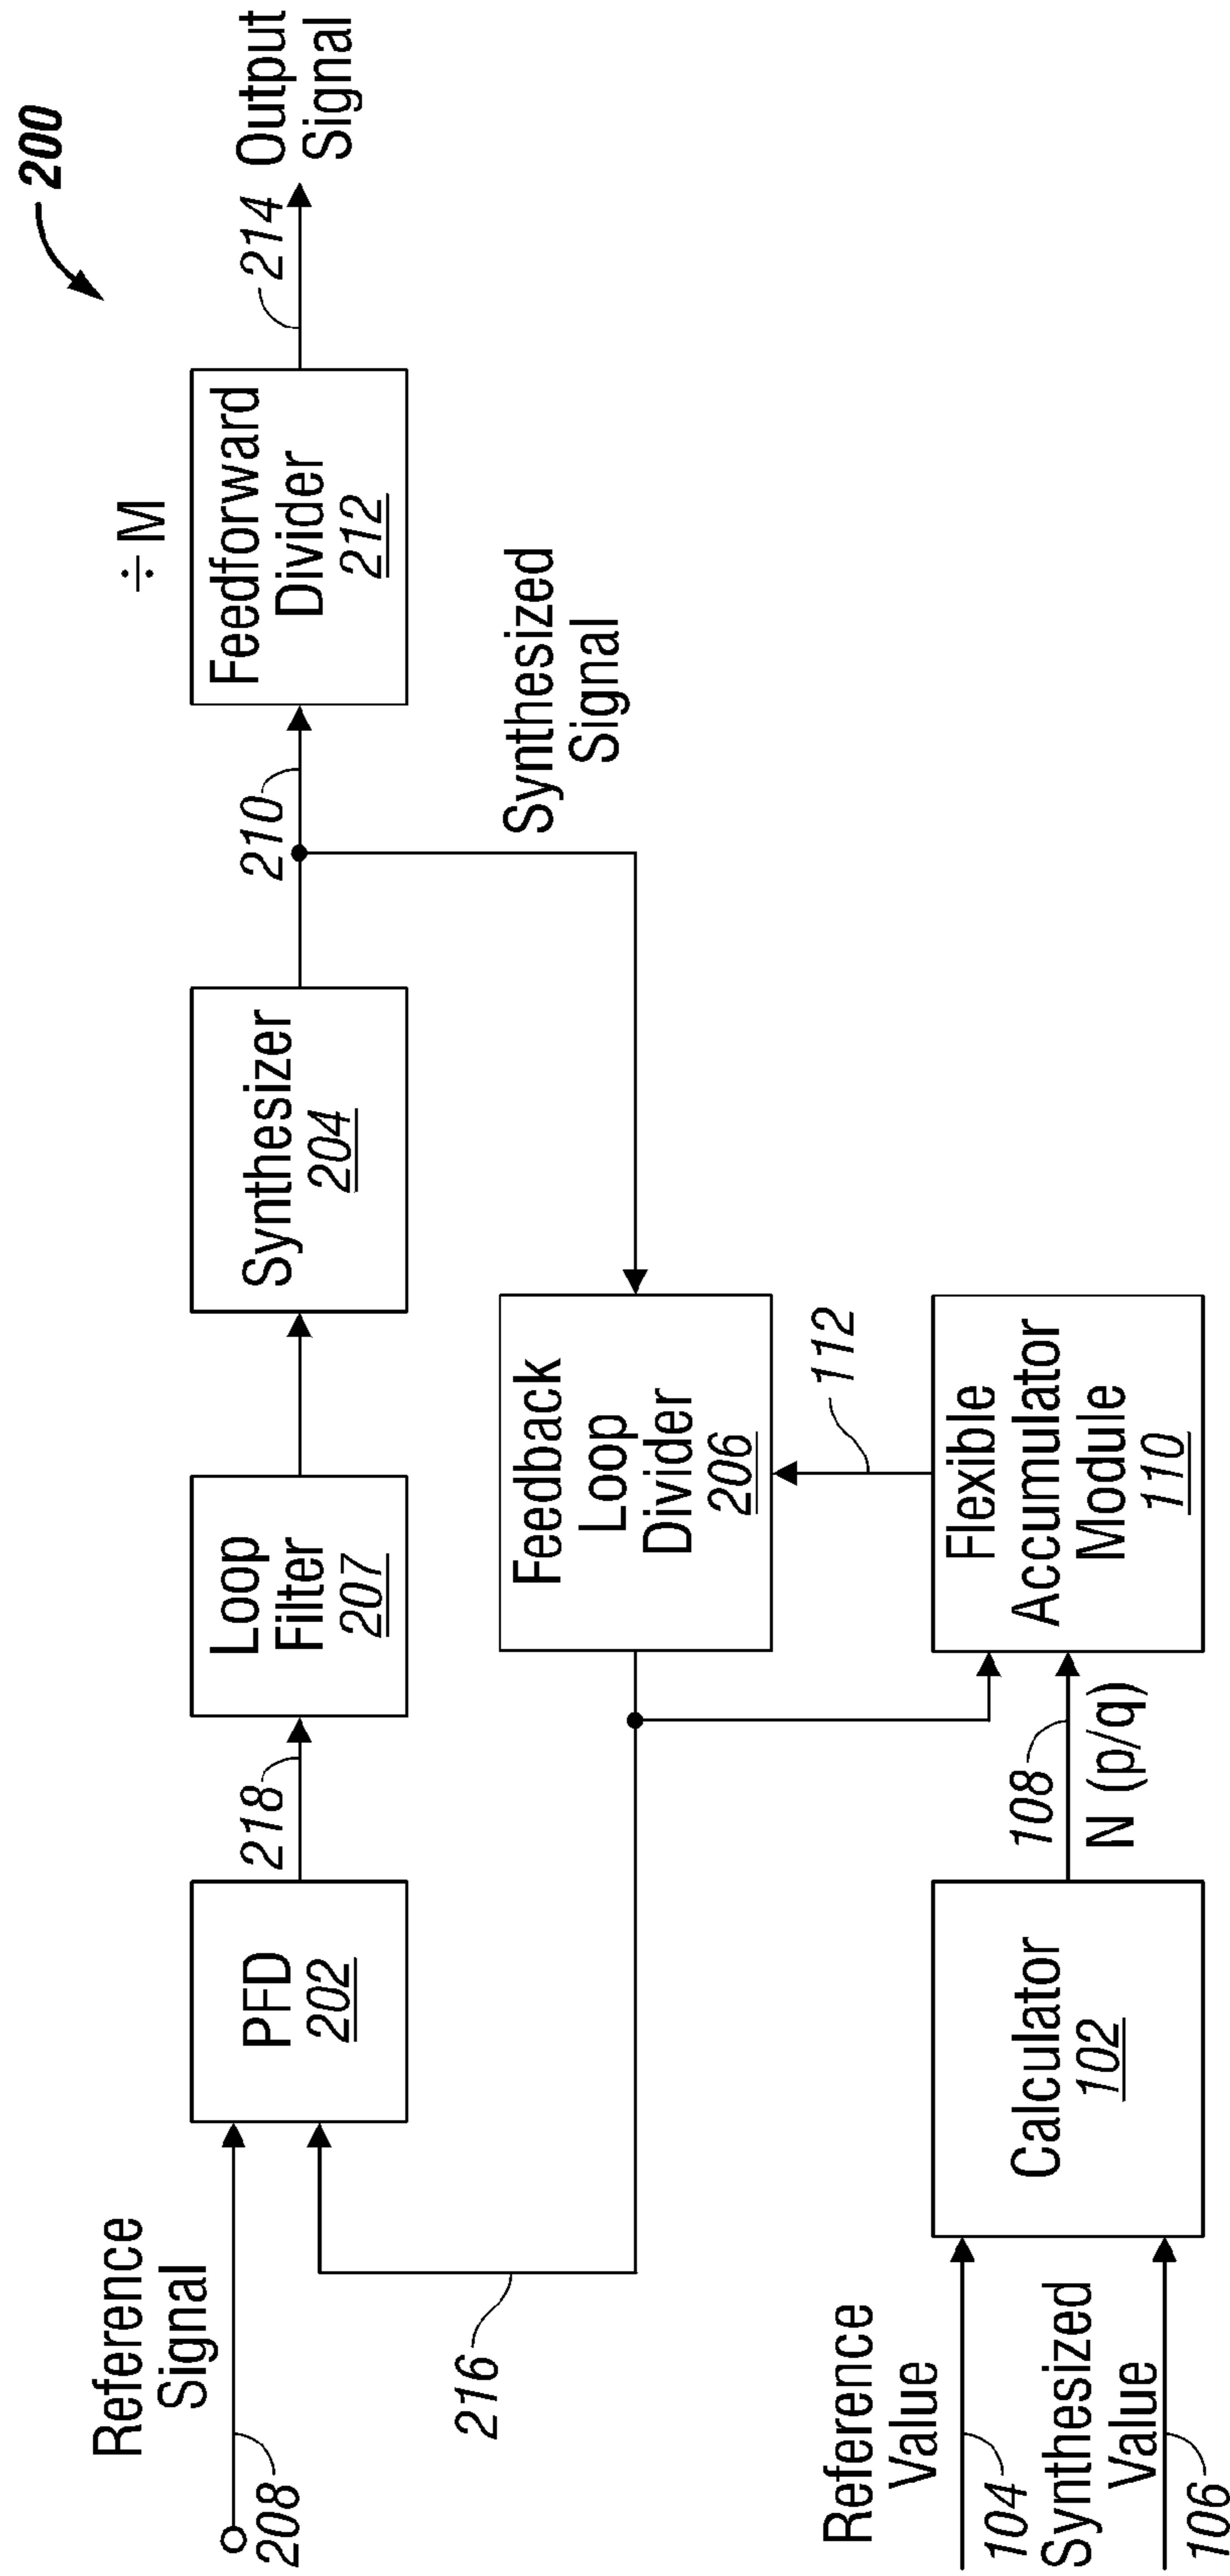 200
Reference
Signal
208
PFD
202
218
Loop
Filter
207
Synthesizer
204
210
÷M
Feedforward
Divider
212
214
Output
Signal
Synthesized
Signal
216
Feedback
Loop
Divider
206
112
Reference
Value
104
Synthesized
Value
106
Calculator
102
108
N (p/q)
Flexible
Accumulator
Module
110